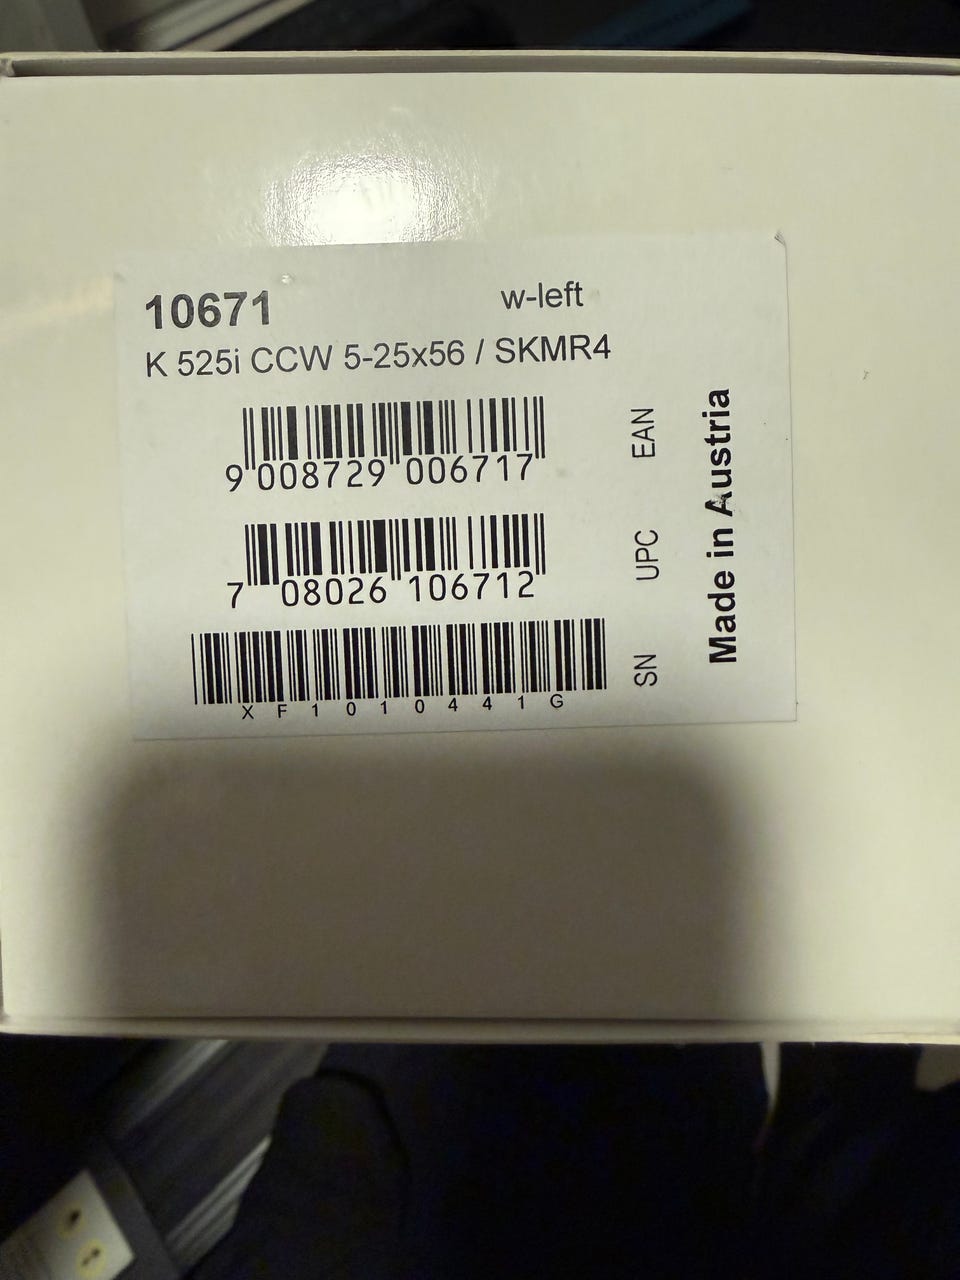 10671 w-left
K 525i CCW 5-25x56 / SKMR4
9 008729 006717
EAN
7 08026 106712
UPC
XF1010441G
SN
Made in Austria